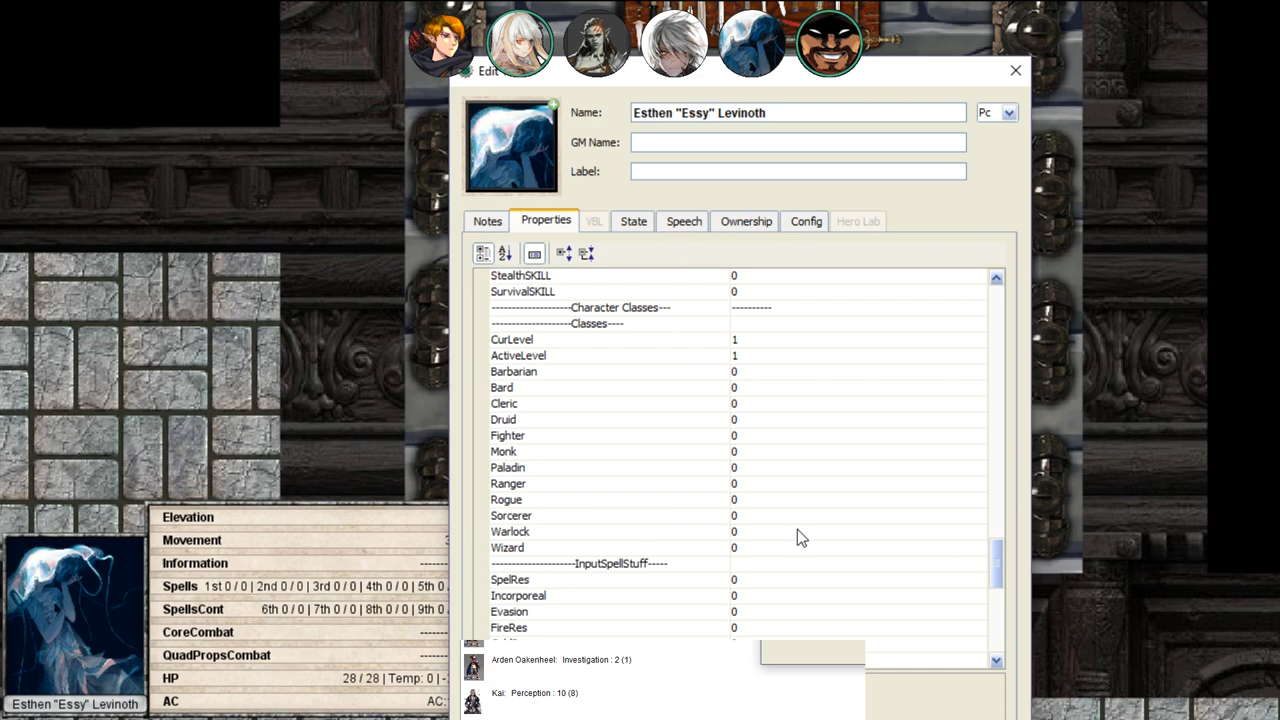 Edit
Name: Esthen "Essy" Levinoth Pc
GM Name:
Label:
Notes Properties VBL State Speech Ownership Config Hero Lab
StealthSKILL 0
SurvivalSKILL 0
--------------------Character Classes--- ----------
--------------------Classes----
CurLevel 1
ActiveLevel 1
Barbarian 0
Bard 0
Cleric 0
Druid 0
Fighter 0
Monk 0
Paladin 0
Ranger 0
Rogue 0
Sorcerer 0
Warlock 0
Wizard 0
---------------------InputSpellStuff-----
SpelRes 0
Incorporeal 0
Evasion 0
FireRes 0
Elevation
Movement
Information -------
Spells 1st 0 / 0 | 2nd 0 / 0 | 3rd 0 / 0 | 4th 0 / 0 | 5th 0
SpellsCont 6th 0 / 0 | 7th 0 / 0 | 8th 0 / 0 | 9th 0
CoreCombat -------
QuadPropsCombat -------
HP 28 / 28 | Temp: 0 | -
AC AC:
Esthen "Essy" Levinoth
Arden Oakenheel: Investigation : 2 (1)
Kai: Perception : 10 (8)